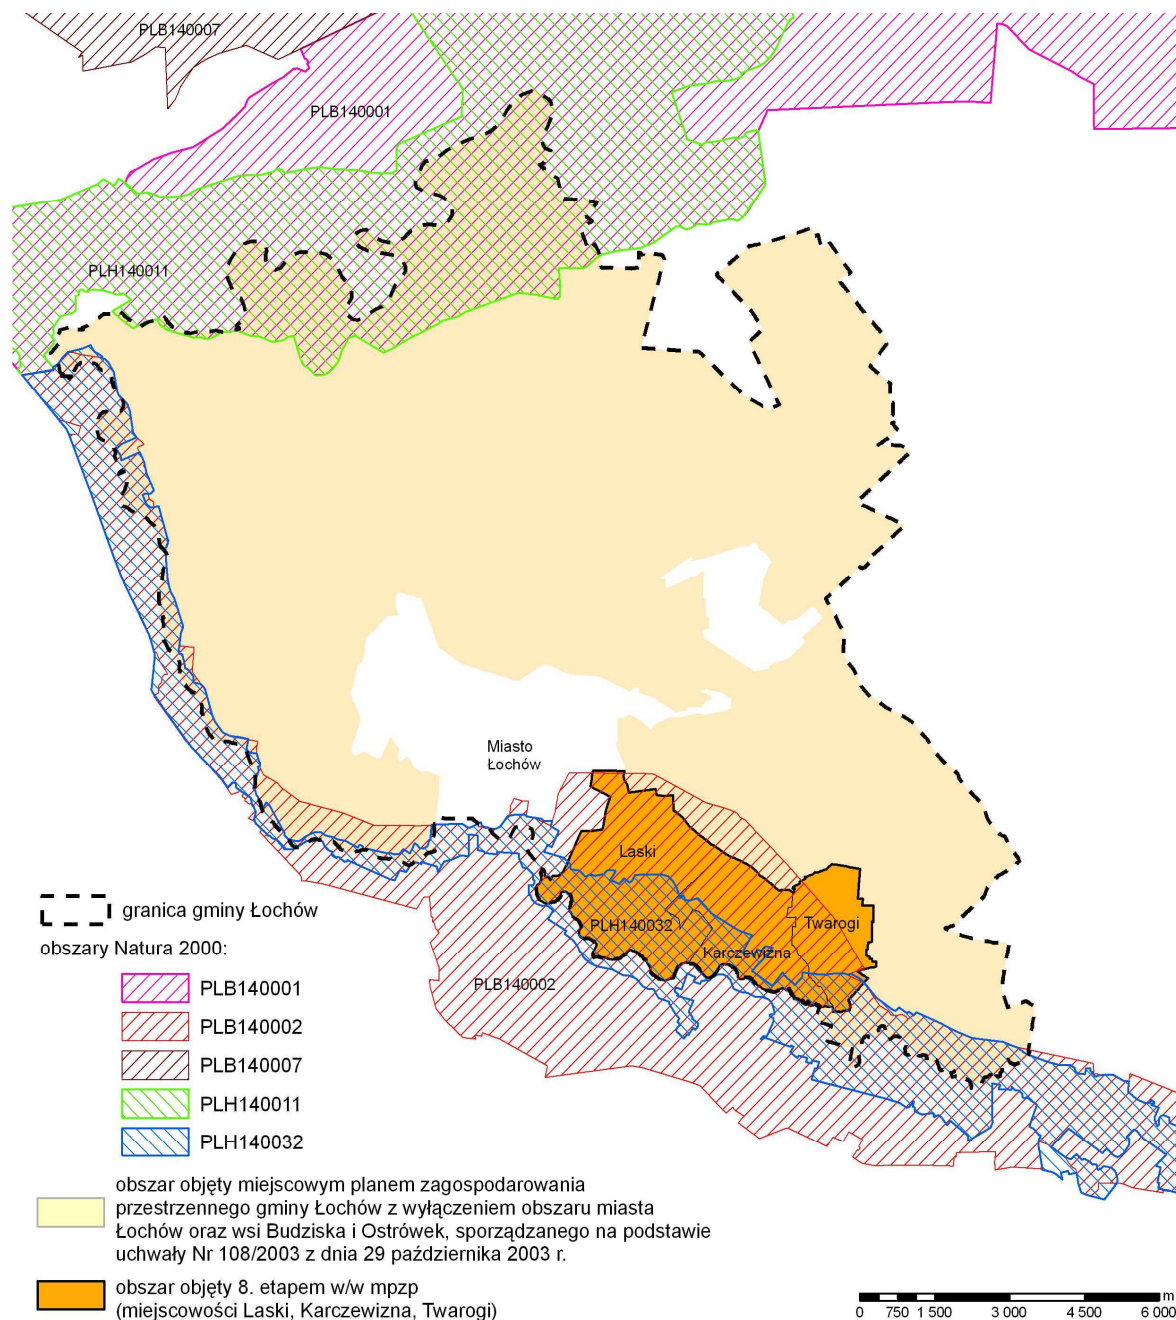 PLB140007
PLB140001
PLH140011
Miasto
Łochów
Laski
PLH140032
Twarogi
Karczewizna
PLB140002
granica gminy Łochów
obszary Natura 2000:
PLB140001
PLB140002
PLB140007
PLH140011
PLH140032
obszar objęty miejscowym planem zagospodarowania
przestrzennego gminy Łochów z wyłączeniem obszaru miasta
Łochów oraz wsi Budziska i Ostrówek, sporządzanego na podstawie
uchwały Nr 108/2003 z dnia 29 października 2003 r.
obszar objęty 8. etapem w/w mpzp
(miejscowości Laski, Karczewizna, Twarogi)
m
0 750 1 500 3 000 4 500 6 000